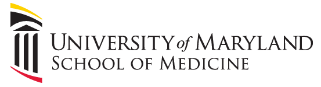 UNIVERSITY of MARYLAND
SCHOOL OF MEDICINE